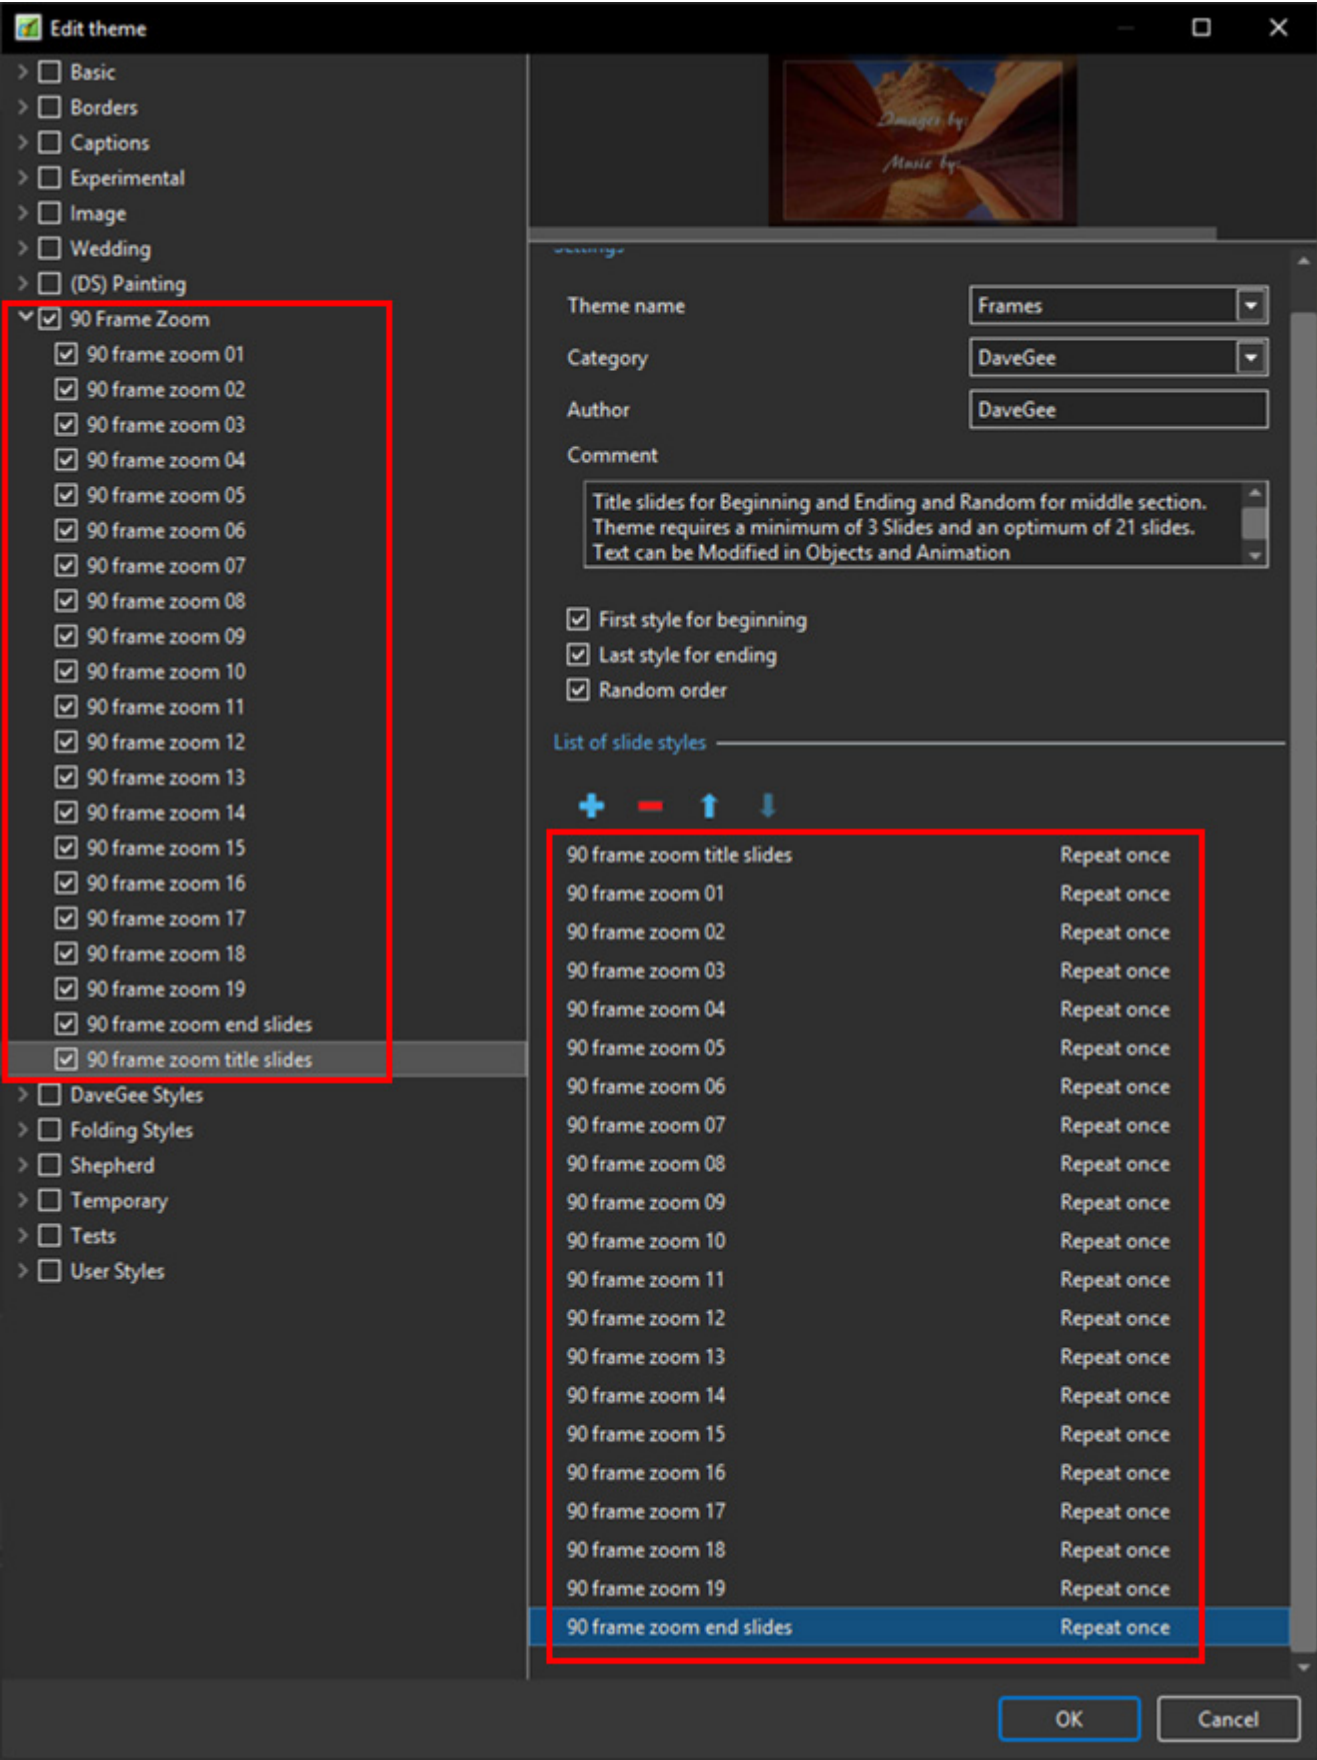 Edit theme
Basic
Borders
Captions
Experimental
Image
Wedding
(DS) Painting
90 Frame Zoom
90 frame zoom 01
90 frame zoom 02
90 frame zoom 03
90 frame zoom 04
90 frame zoom 05
90 frame zoom 06
90 frame zoom 07
90 frame zoom 08
90 frame zoom 09
90 frame zoom 10
90 frame zoom 11
90 frame zoom 12
90 frame zoom 13
90 frame zoom 14
90 frame zoom 15
90 frame zoom 16
90 frame zoom 17
90 frame zoom 18
90 frame zoom 19
90 frame zoom end slides
90 frame zoom title slides
DaveGee Styles
Folding Styles
Shepherd
Temporary
Tests
User Styles
Images by:
Music by:
Settings
Theme name Frames
Category DaveGee
Author DaveGee
Comment
Title slides for Beginning and Ending and Random for middle section.
Theme requires a minimum of 3 Slides and an optimum of 21 slides.
Text can be Modified in Objects and Animation
First style for beginning
Last style for ending
Random order
List of slide styles
90 frame zoom title slides Repeat once
90 frame zoom 01 Repeat once
90 frame zoom 02 Repeat once
90 frame zoom 03 Repeat once
90 frame zoom 04 Repeat once
90 frame zoom 05 Repeat once
90 frame zoom 06 Repeat once
90 frame zoom 07 Repeat once
90 frame zoom 08 Repeat once
90 frame zoom 09 Repeat once
90 frame zoom 10 Repeat once
90 frame zoom 11 Repeat once
90 frame zoom 12 Repeat once
90 frame zoom 13 Repeat once
90 frame zoom 14 Repeat once
90 frame zoom 15 Repeat once
90 frame zoom 16 Repeat once
90 frame zoom 17 Repeat once
90 frame zoom 18 Repeat once
90 frame zoom 19 Repeat once
90 frame zoom end slides Repeat once
OK Cancel